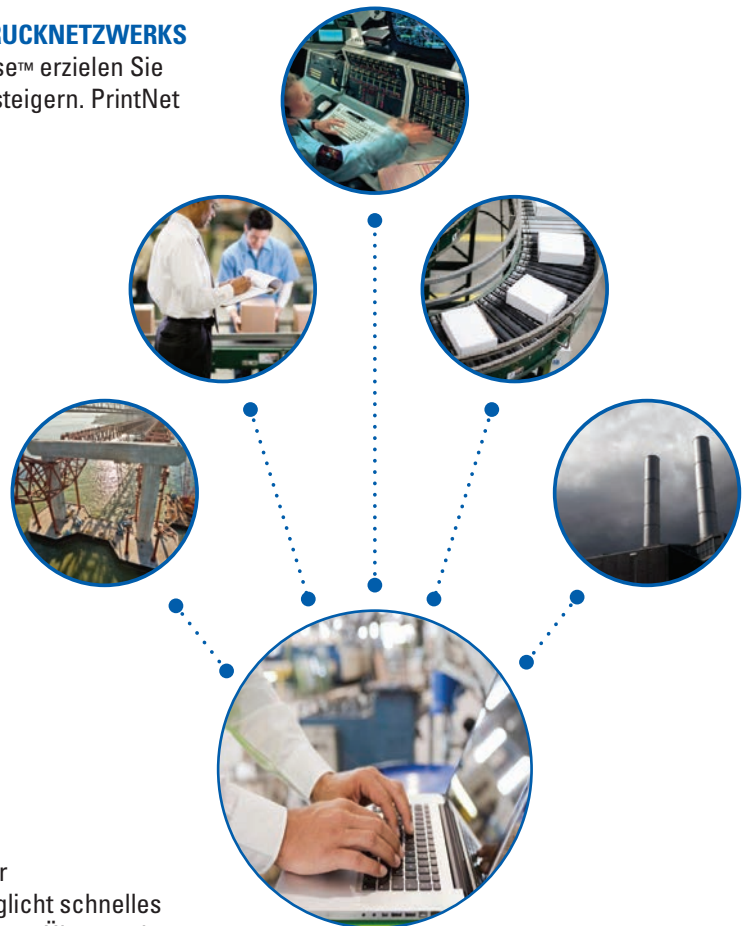 RUCKNETZWERKS
se™ erzielen Sie
steigern. PrintNet
r
glicht schnelles